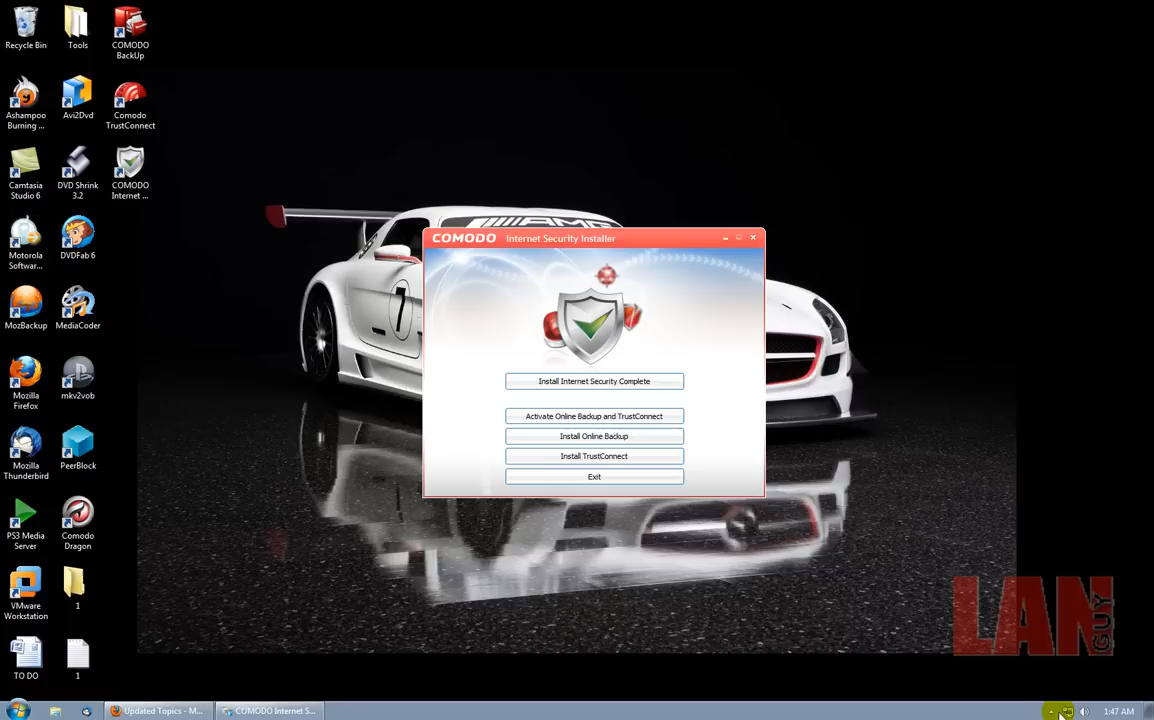 Recycle Bin
Tools
COMODO
BackUp
Ashampoo
Burning ...
Avi2Dvd
Comodo
TrustConnect
Camtasia
Studio 6
DVD Shrink
3.2
COMODO
Internet ...
Motorola
Softwar...
DVDFab 6
MozBackup
MediaCoder
Mozilla
Firefox
mkv2vob
Mozilla
Thunderbird
PeerBlock
PS3 Media
Server
Comodo
Dragon
VMware
Workstation
1
TO DO
1
AMG
1
COMODO Internet Security Installer
Install Internet Security Complete
Activate Online Backup and TrustConnect
Install Online Backup
Install TrustConnect
Exit
LAN
GUY
Updated Topics - M...
COMODO Internet S...
1:47 AM